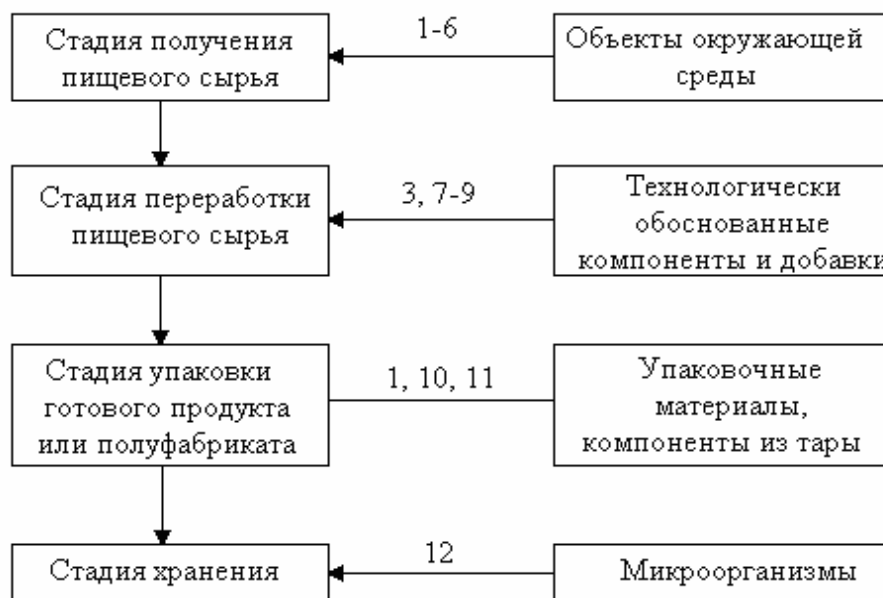 Стадия получения
пищевого сырья
1-6
Объекты окружающей
среды
Стадия переработки
пищевого сырья
3, 7-9
Технологически
обоснованные
компоненты и добавки
Стадия упаковки
готового продукта
или полуфабриката
1, 10, 11
Упаковочные
материалы,
компоненты из тары
Стадия хранения
12
Микроорганизмы